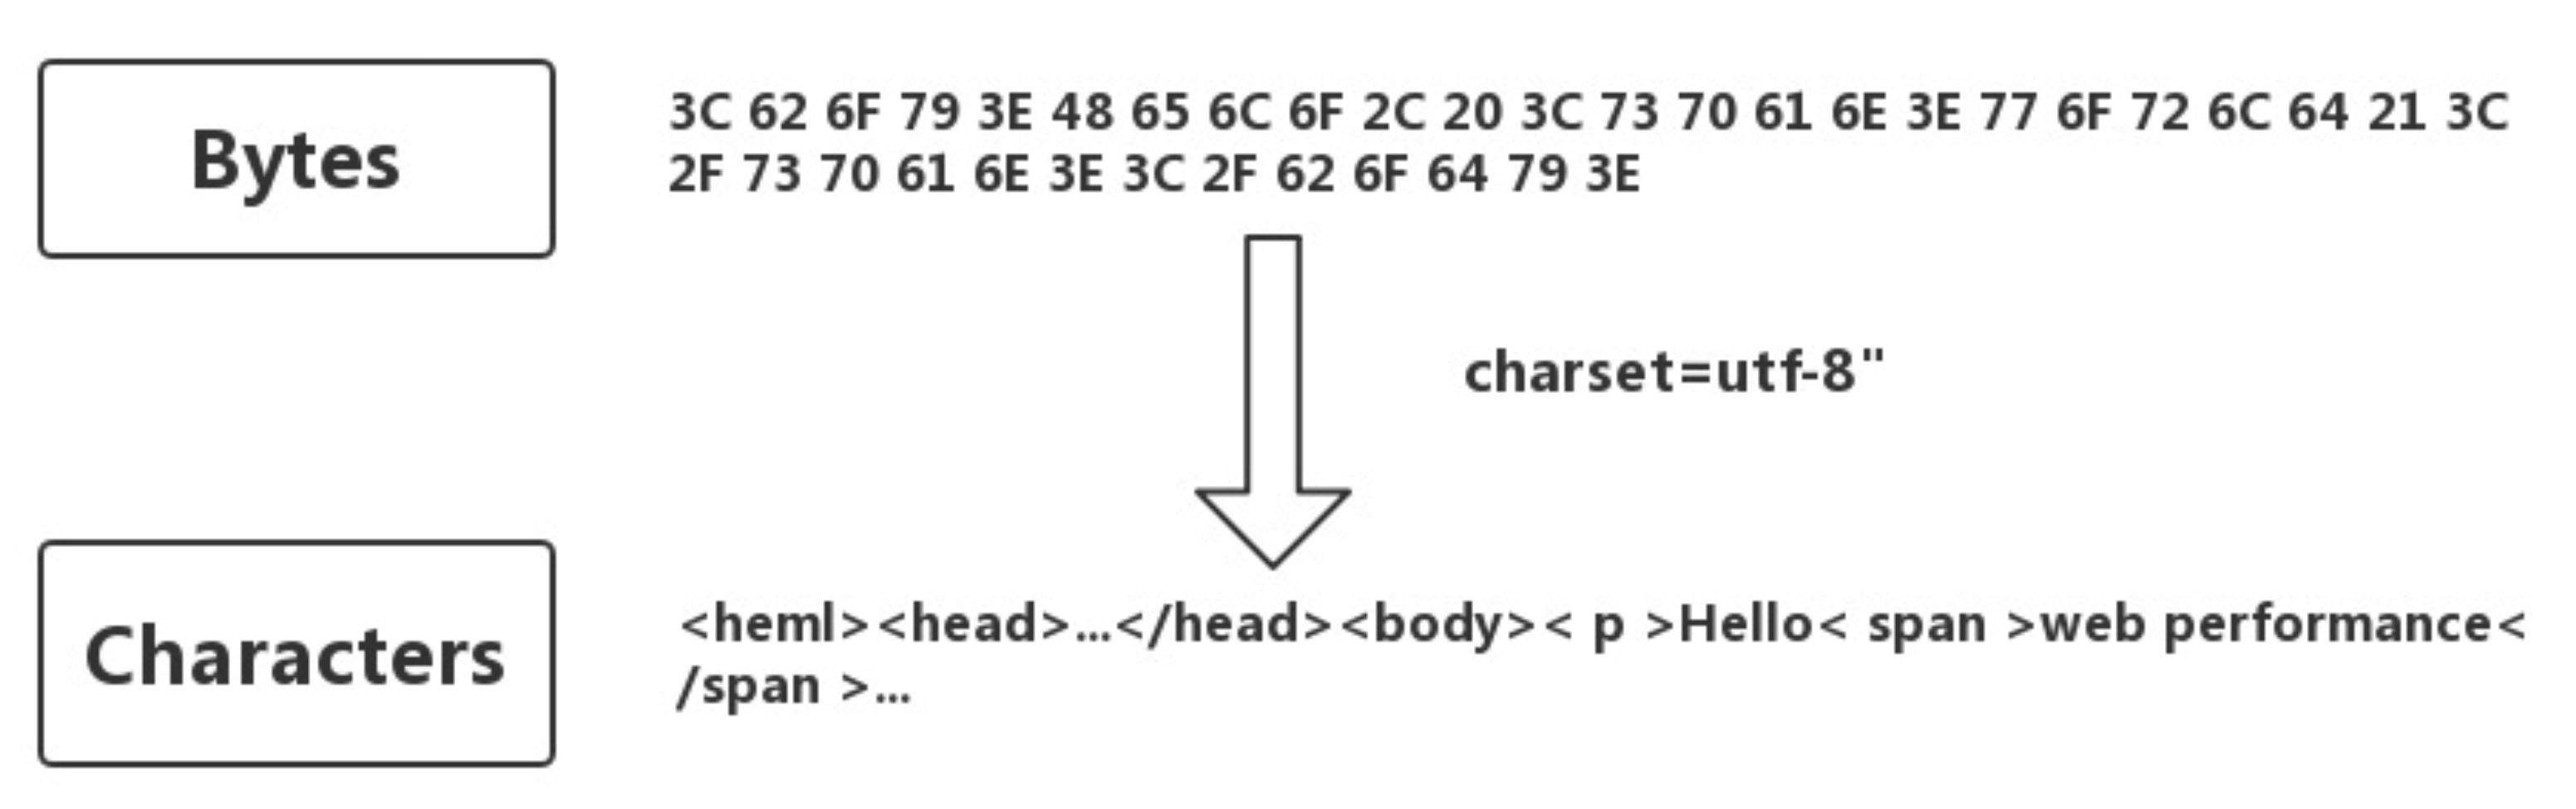 Bytes
3C 62 6F 79 3E 48 65 6C 6F 2C 20 3C 73 70 61 6E 3E 77 6F 72 6C 64 21 3C
2F 73 70 61 6E 3E 3C 2F 62 6F 64 79 3E
charset=utf-8"
Characters
<heml><head>...</head><body>< p >Hello< span >web performance<
/span >...